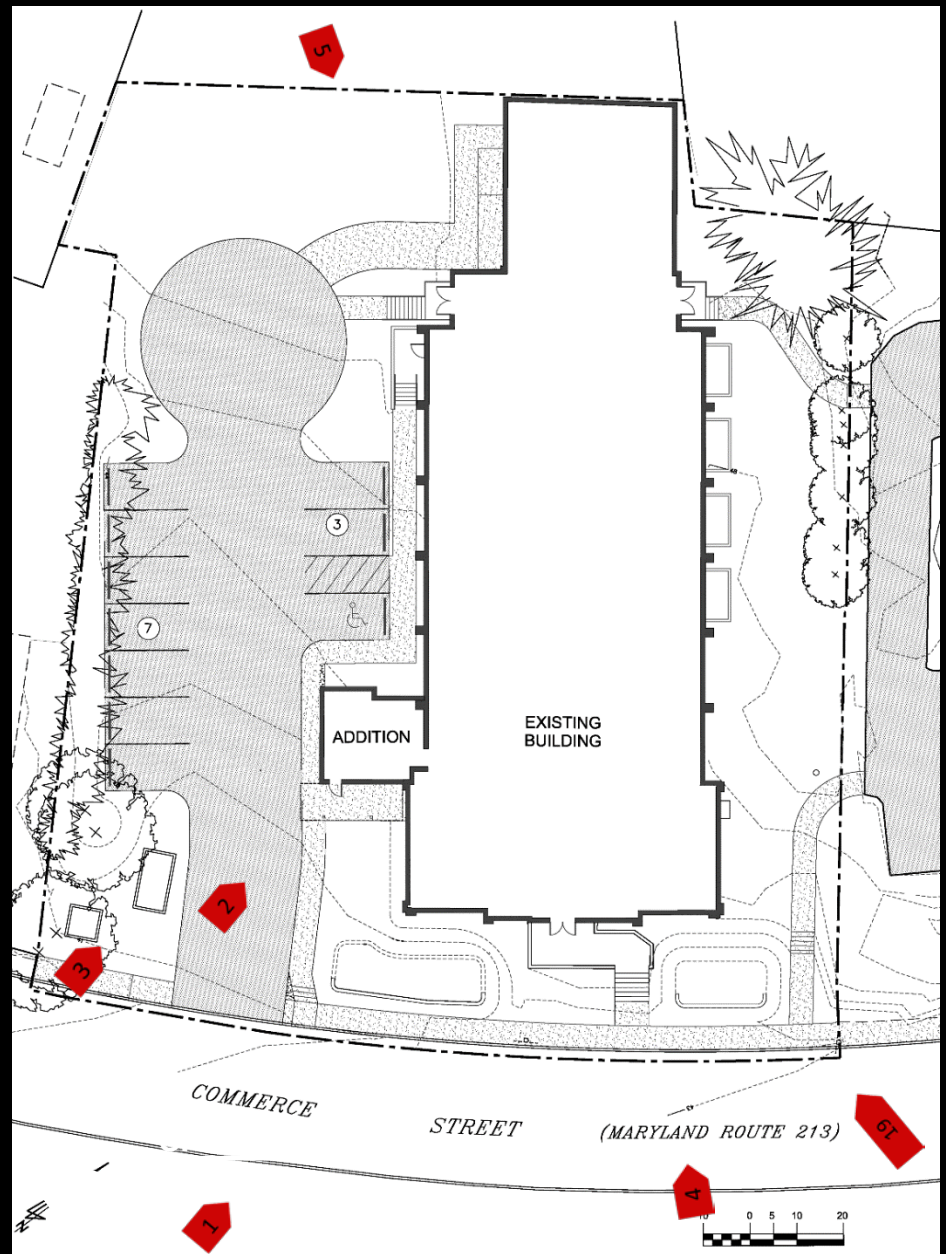 5
3
7
ADDITION
EXISTING
BUILDING
2
3
COMMERCE
STREET
(MARYLAND ROUTE 213)
19
4
1
N
10 0 5 10 20